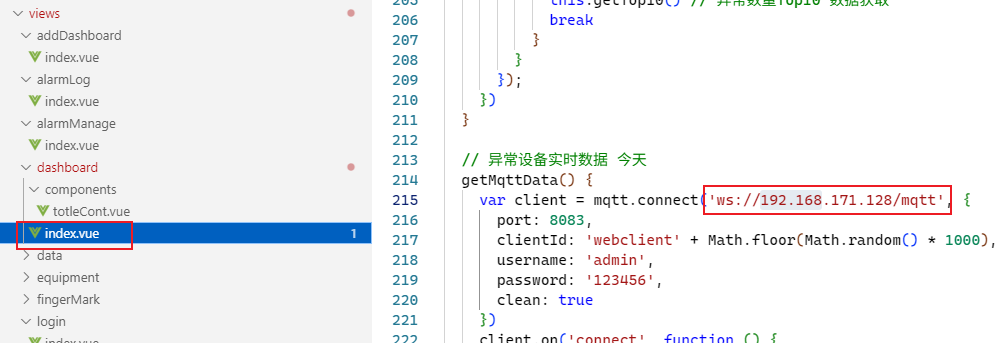 views
addDashboard
index.vue
alarmLog
index.vue
alarmManage
index.vue
dashboard
components
totleCont.vue
index.vue 1
data
equipment
fingerMark
login
206 break
207 }
208 }
209 });
210 })
211 }
212
213 // 异常设备实时数据 今天
214 getMqttData() {
215 var client = mqtt.connect('ws://192.168.171.128/mqtt', {
216 port: 8083,
217 clientId: 'webclient' + Math.floor(Math.random() * 1000),
218 username: 'admin',
219 password: '123456',
220 clean: true
221 })
222 client.on('connect', function () {